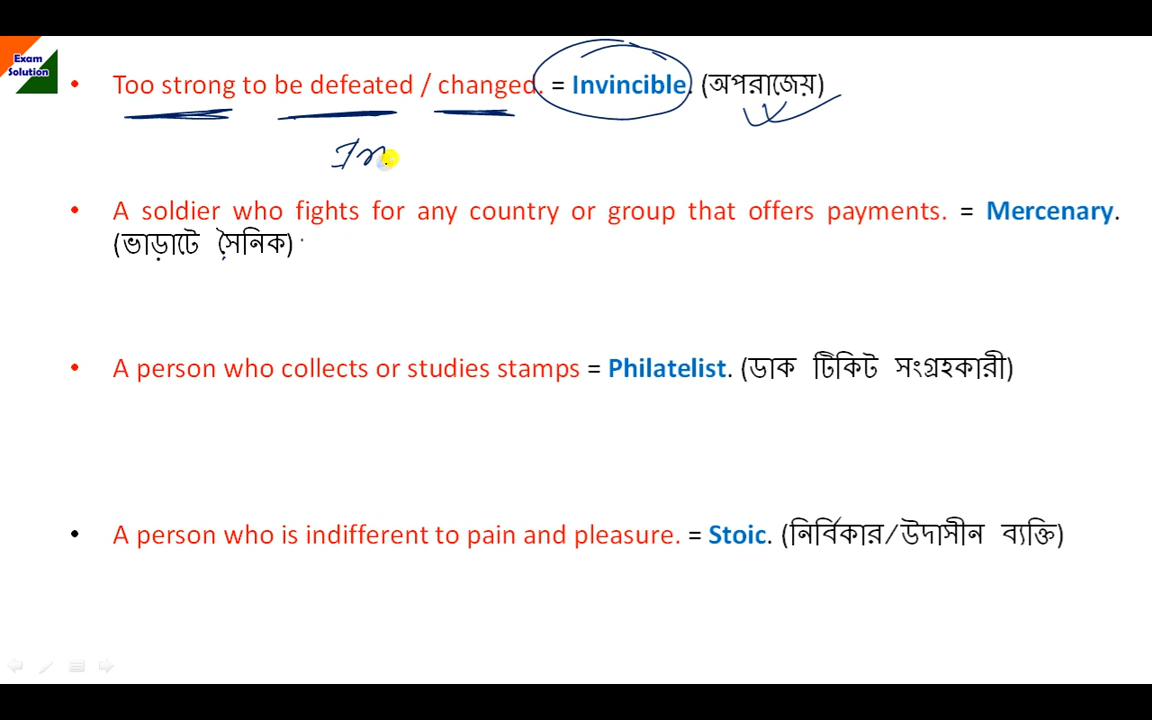 Exam
Solution
• Too strong to be defeated / changed. = Invincible. (অপরাজেয়)
In
• A soldier who fights for any country or group that offers payments. = Mercenary.
(ভাড়াটে সৈনিক)
• A person who collects or studies stamps = Philatelist. (ডাক টিকিট সংগ্রহকারী)
• A person who is indifferent to pain and pleasure. = Stoic. (নির্বিকার/উদাসীন ব্যক্তি)